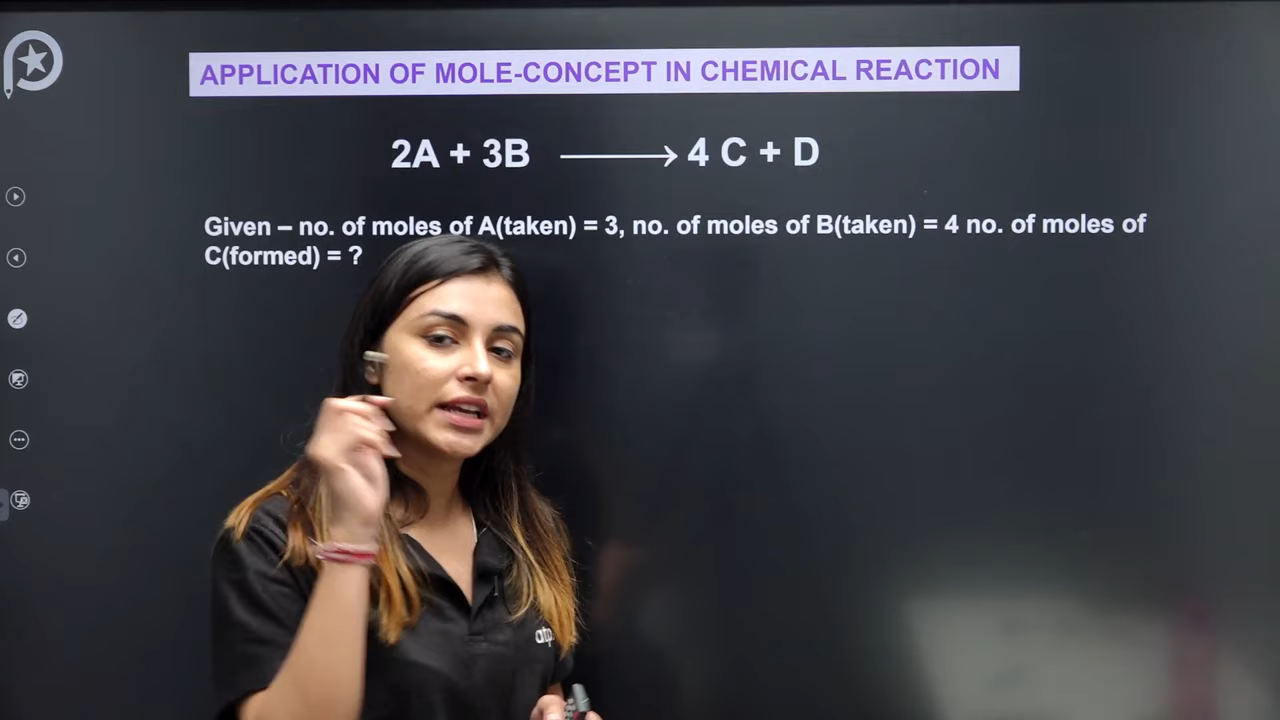 APPLICATION OF MOLE-CONCEPT IN CHEMICAL REACTION
2A + 3B ⟶ 4 C + D
Given – no. of moles of A(taken) = 3, no. of moles of B(taken) = 4 no. of moles of
C(formed) = ?